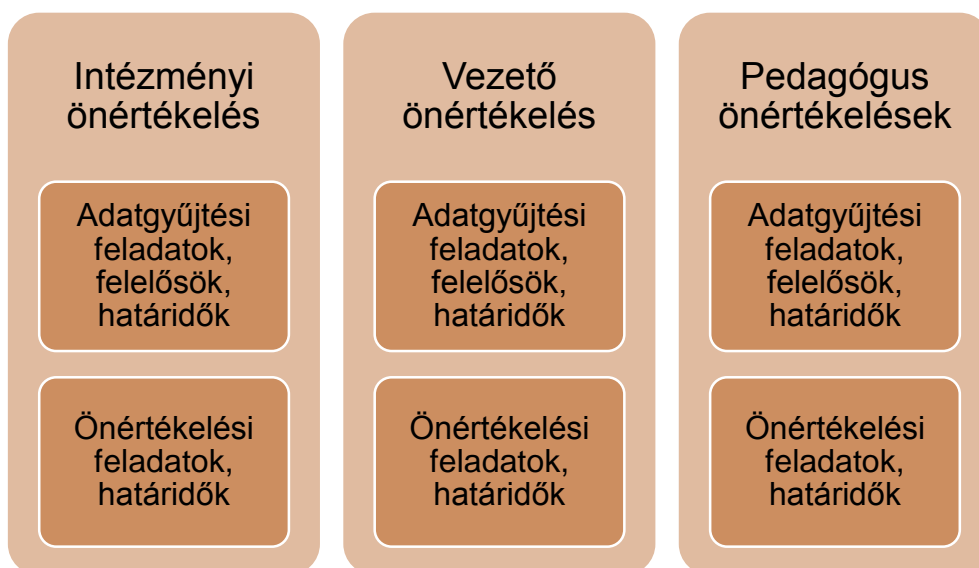 Intézményi
önértékelés
Adatgyűjtési
feladatok,
felelősök,
határidők
Önértékelési
feladatok,
határidők
Vezető
önértékelés
Adatgyűjtési
feladatok,
felelősök,
határidők
Önértékelési
feladatok,
határidők
Pedagógus
önértékelések
Adatgyűjtési
feladatok,
felelősök,
határidők
Önértékelési
feladatok,
határidők